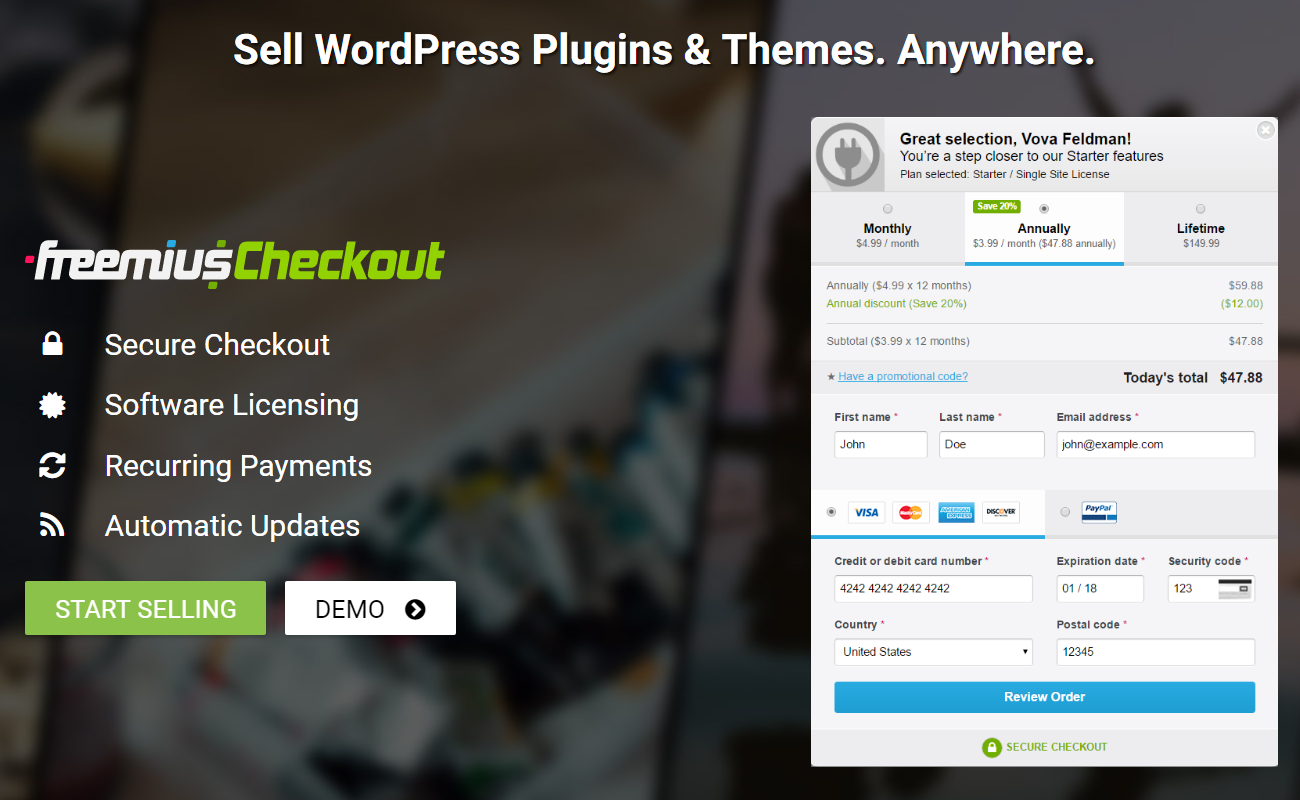 Sell WordPress Plugins & Themes. Anywhere.
freemius Checkout
Secure Checkout
Software Licensing
Recurring Payments
Automatic Updates
START SELLING
DEMO
Great selection, Vova Feldman!
You're a step closer to our Starter features
Plan selected: Starter / Single Site License
Save 20%
Monthly
$4.99 / month
Annually
$3.99 / month ($47.88 annually)
Lifetime
$149.99
Annually ($4.99 x 12 months) $59.88
Annual discount (Save 20%) ($12.00)
Subtotal ($3.99 x 12 months) $47.88
★ Have a promotional code? Today's total $47.88
First name * Last name * Email address *
John Doe john@example.com
VISA MasterCard AMERICAN EXPRESS DISCOVER PayPal
Credit or debit card number * Expiration date * Security code *
4242 4242 4242 4242 01 / 18 123
Country * Postal code *
United States 12345
Review Order
SECURE CHECKOUT